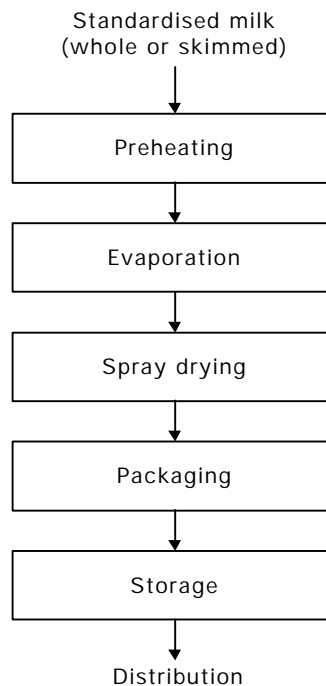 Standardised milk
(whole or skimmed)
Preheating
Evaporation
Spray drying
Packaging
Storage
Distribution